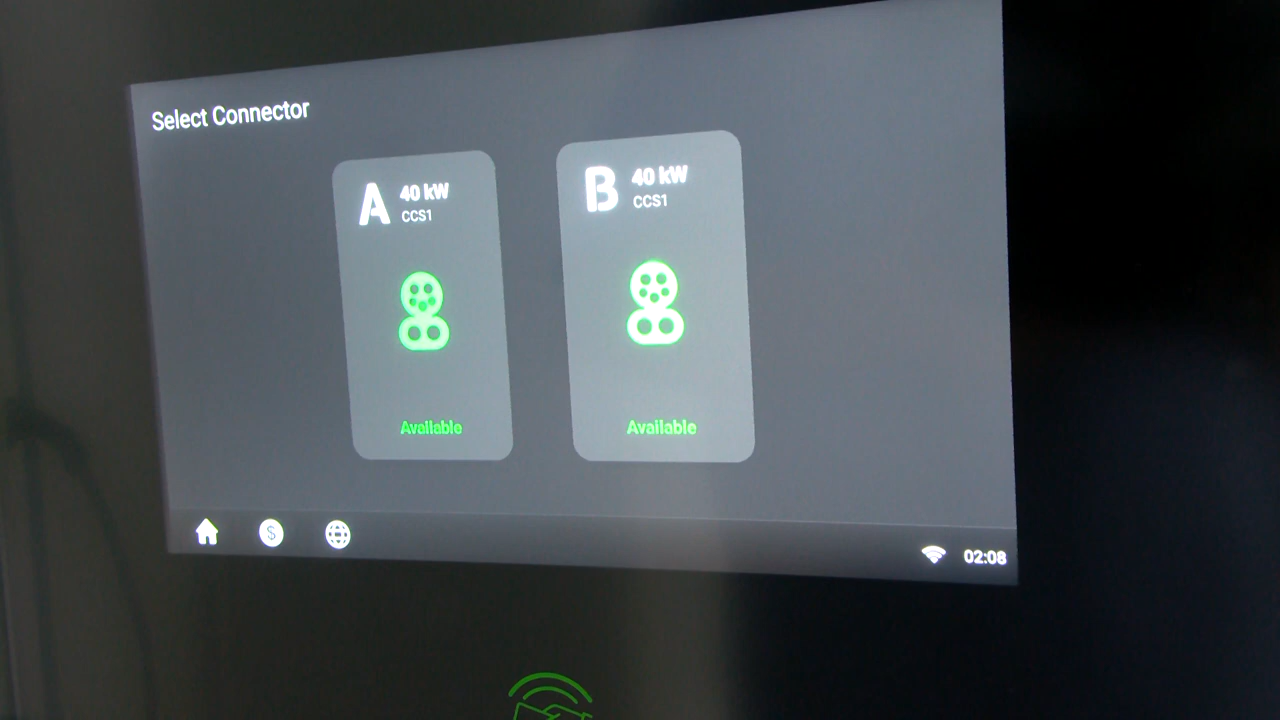 Select Connector
A
40 kW
CCS1
Available
B
40 kW
CCS1
Available
$
02:08